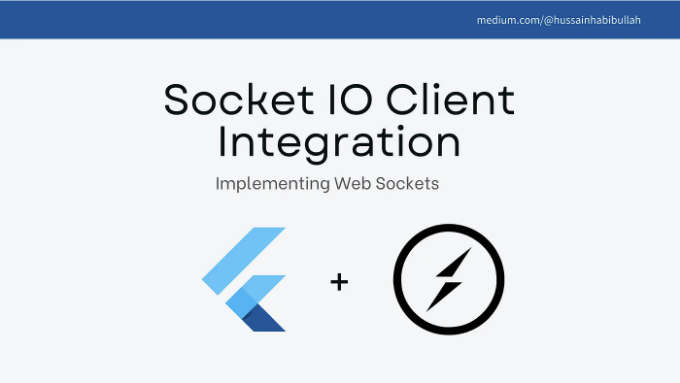 medium.com/@hussainhabibullah
Socket IO Client
Integration
Implementing Web Sockets
+